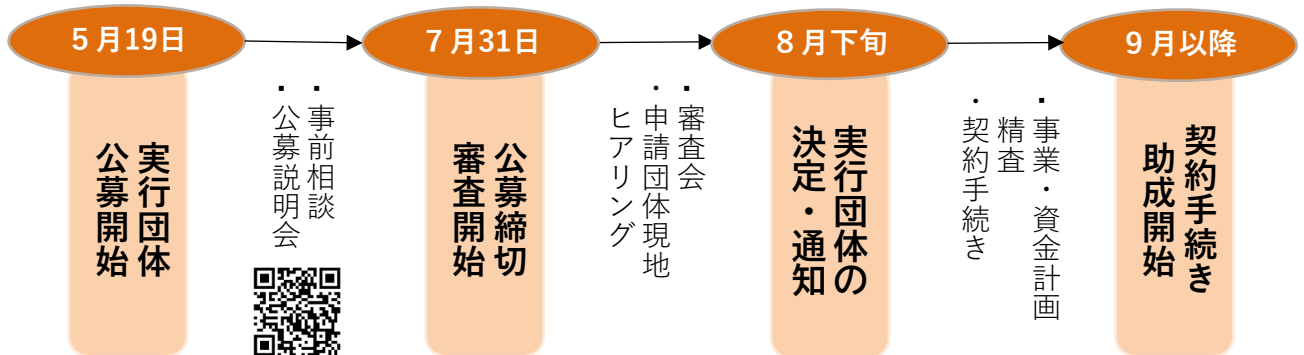 ５月19日
実行団体
公募開始
・事前相談
・公募説明会
７月31日
公募締切
審査開始
・審査会
・申請団体現地
ヒアリング
８月下旬
実行団体の
決定・通知
・事業・資金計画
精査
・契約手続き
９月以降
契約手続き
助成開始